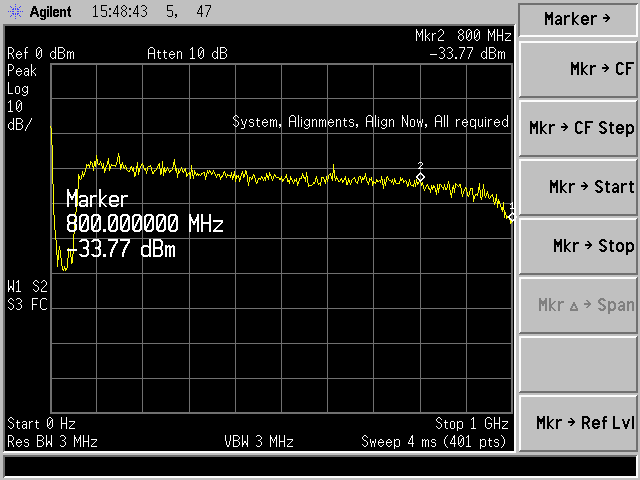 Agilent 15:48:43 5, 47
Marker →
Mkr2 800 MHz
Ref 0 dBm Atten 10 dB -33.77 dBm
Peak
Log
10
dB/
System, Alignments, Align Now, All required
2
1
Marker
800.000000 MHz
-33.77 dBm
W1 S2
S3 FC
Start 0 Hz Stop 1 GHz
Res BW 3 MHz VBW 3 MHz Sweep 4 ms (401 pts)
Mkr → CF
Mkr → CF Step
Mkr → Start
Mkr → Stop
Mkr △ → Span
Mkr → Ref Lvl